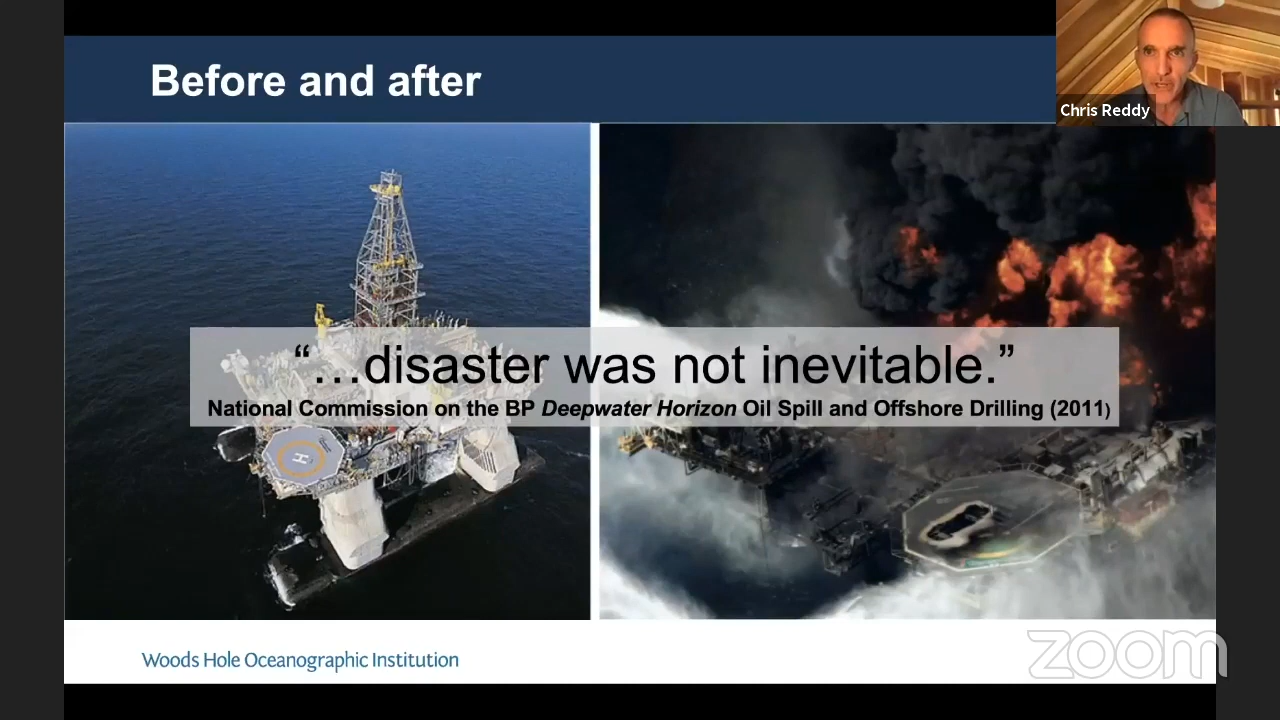 Before and after
Chris Reddy
“…disaster was not inevitable.”
National Commission on the BP Deepwater Horizon Oil Spill and Offshore Drilling (2011)
H
Woods Hole Oceanographic Institution
zoom